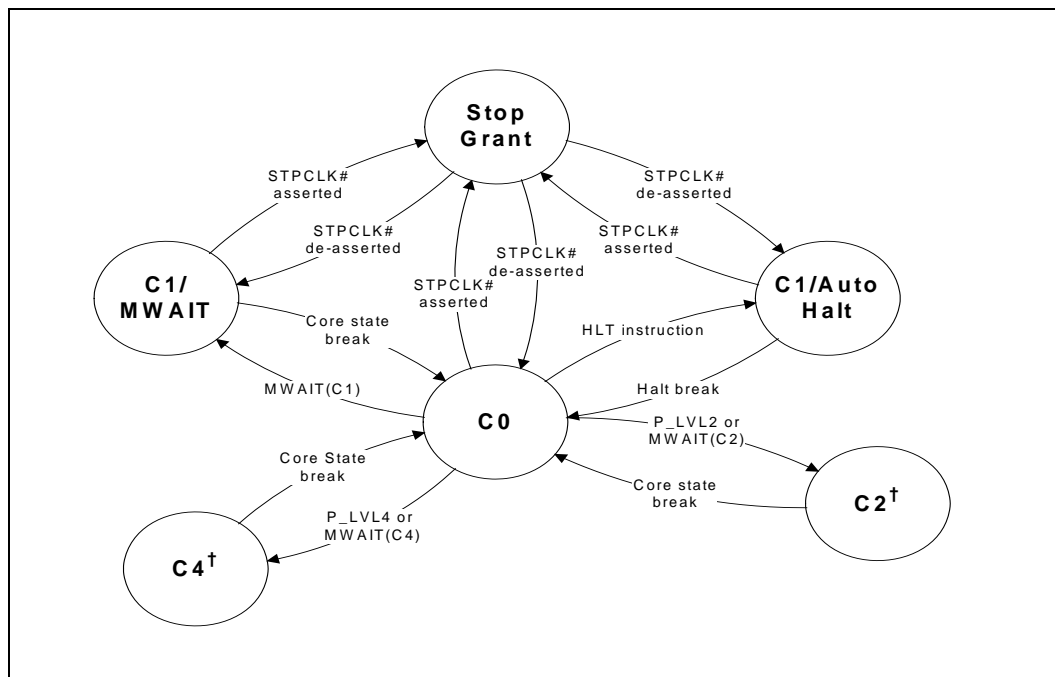 Stop
Grant
STPCLK#
asserted
STPCLK#
de-asserted
STPCLK#
de-asserted
STPCLK#
asserted
STPCLK#
de-asserted
STPCLK#
asserted
C1/
MWAIT
C1/Auto
Halt
Core state
break
HLT instruction
MWAIT(C1)
Halt break
C0
P_LVL2 or
MWAIT(C2)
Core State
break
Core state
break
C2†
P_LVL4 or
MWAIT(C4)
C4†